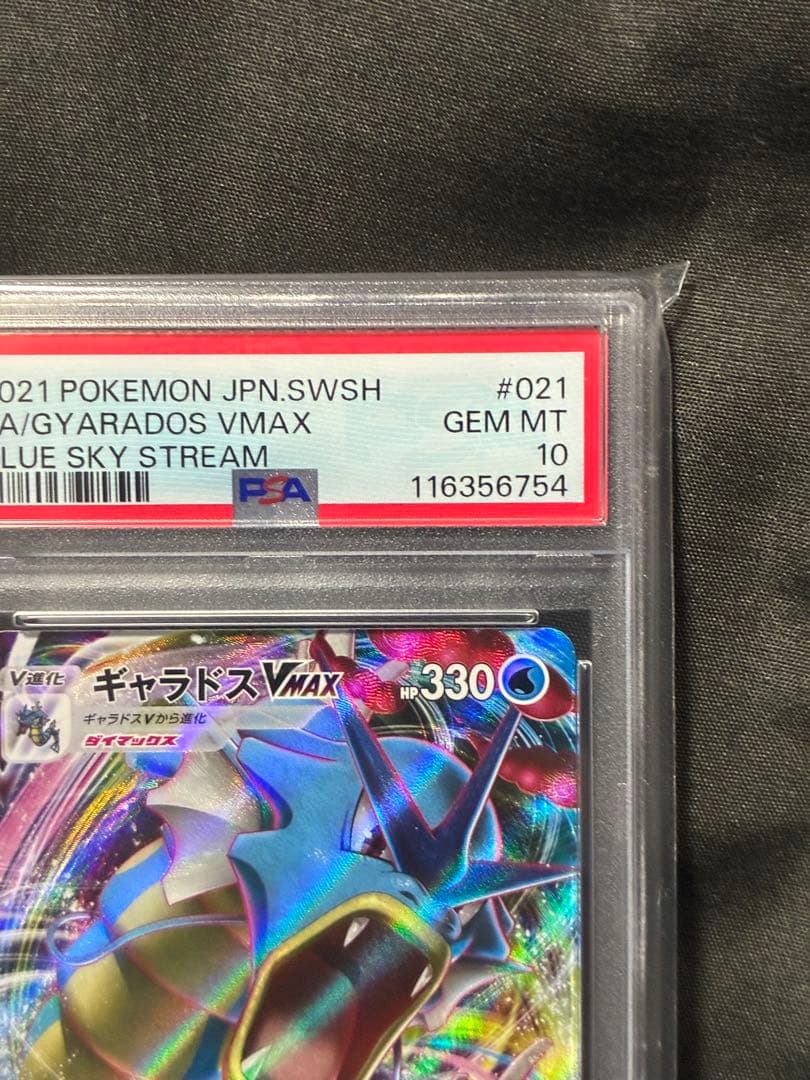 021 POKEMON JPN.SWSH #021
A/GYARADOS VMAX GEM MT
LUE SKY STREAM 10
PSA 116356754
V進化 ギャラドスVMAX HP330
ギャラドスVから進化
ダイマックス